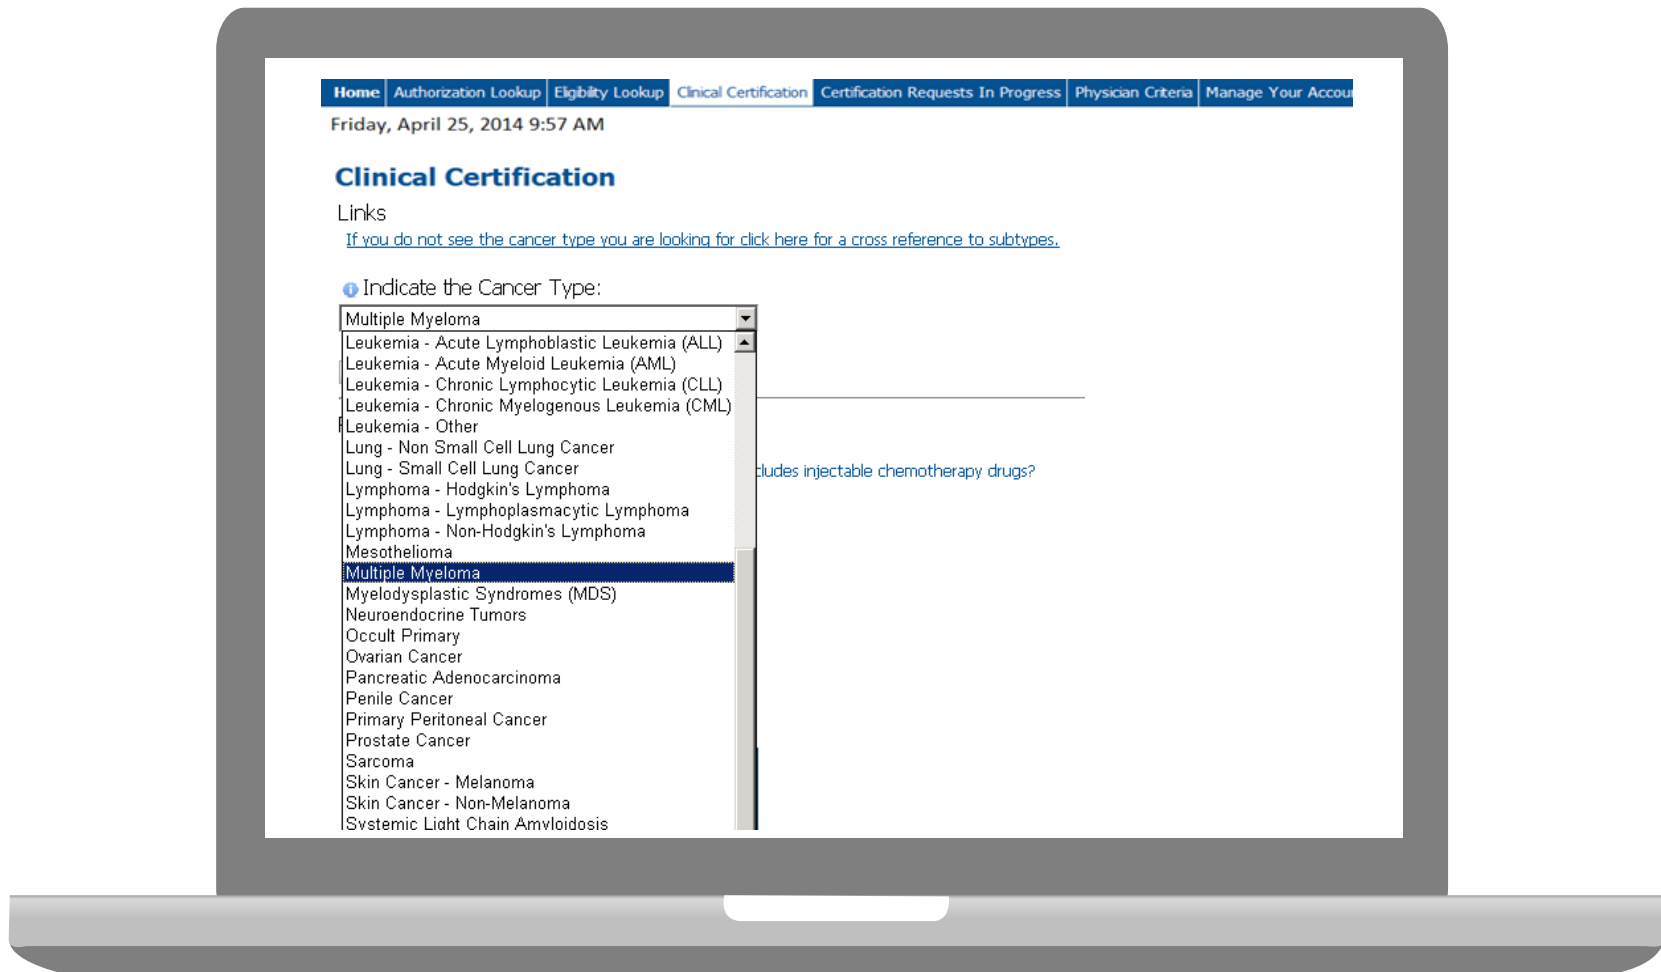 Home Authorization Lookup Eligibility Lookup Clinical Certification Certification Requests In Progress Physician Criteria Manage Your
Friday, April 25, 2014 9:57 AM
Clinical Certification
Links
If you do not see the cancer type you are looking for click here for a cross reference to subtypes.
Indicate the Cancer Type:
Multiple Myeloma
Leukemia - Acute Lymphoblastic Leukemia (ALL)
Leukemia - Acute Myeloid Leukemia (AML)
Leukemia - Chronic Lymphocytic Leukemia (CLL)
Leukemia - Chronic Myelogenous Leukemia (CML)
Leukemia - Other
Lung - Non Small Cell Lung Cancer
Lung - Small Cell Lung Cancer
injectable chemotherapy drugs?
Lymphoma - Hodgkin's Lymphoma
Lymphoma - Lymphoplasmacytic Lymphoma
Lymphoma - Non-Hodgkin's Lymphoma
Mesothelioma
Multiple Myeloma
Myelodysplastic Syndromes (MDS)
Neuroendocrine Tumors
Occult Primary
Ovarian Cancer
Pancreatic Adenocarcinoma
Penile Cancer
Primary Peritoneal Cancer
Prostate Cancer
Sarcoma
Skin Cancer - Melanoma
Skin Cancer - Non-Melanoma
Systemic Light Chain Amyloidosis